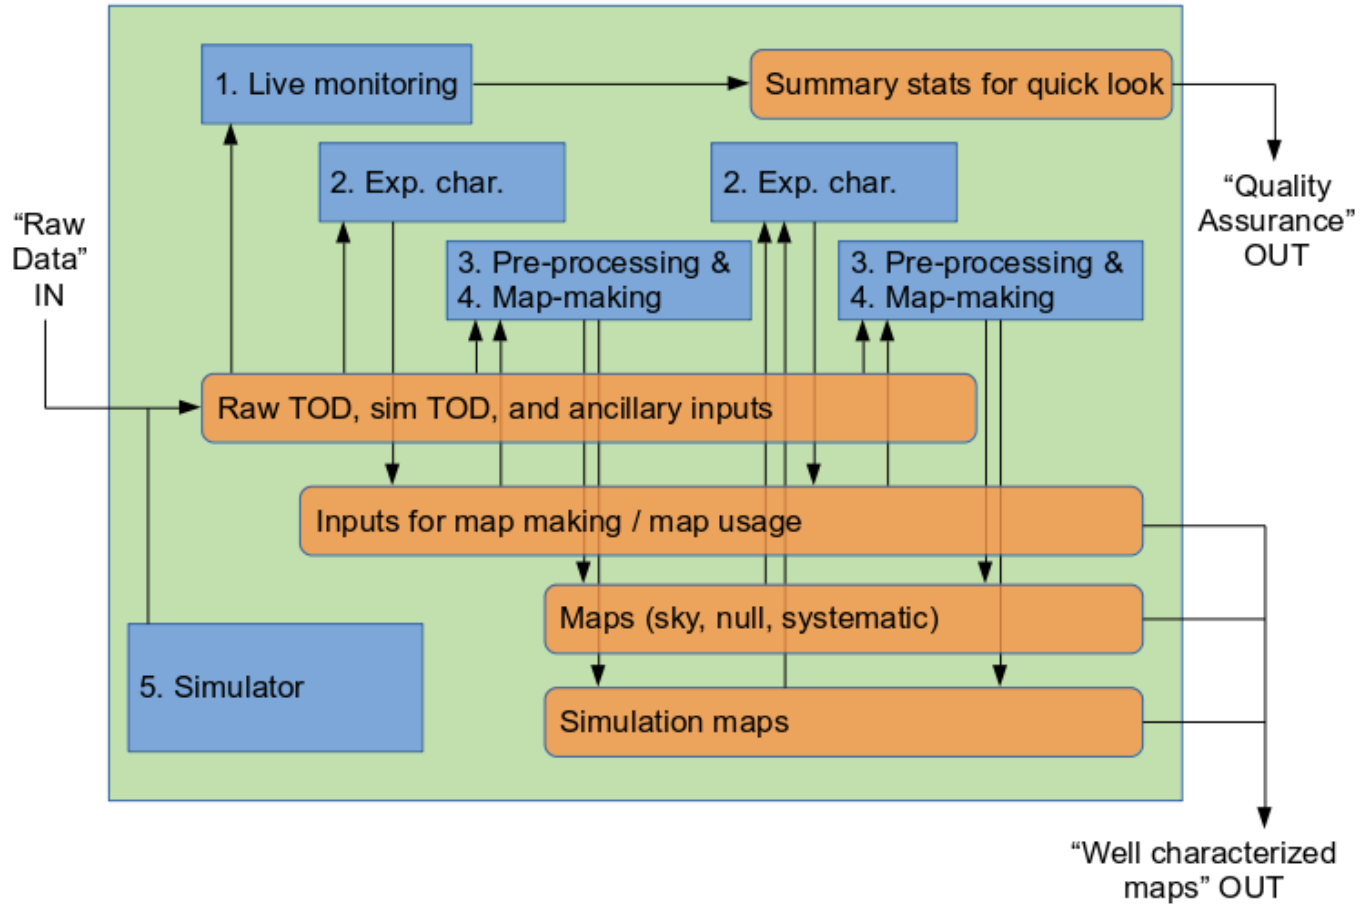 1. Live monitoring
Summary stats for quick look
2. Exp. char.
2. Exp. char.
“Raw
Data”
IN
“Quality
Assurance”
OUT
3. Pre-processing &
4. Map-making
3. Pre-processing &
4. Map-making
Raw TOD, sim TOD, and ancillary inputs
Inputs for map making / map usage
Maps (sky, null, systematic)
5. Simulator
Simulation maps
“Well characterized
maps” OUT